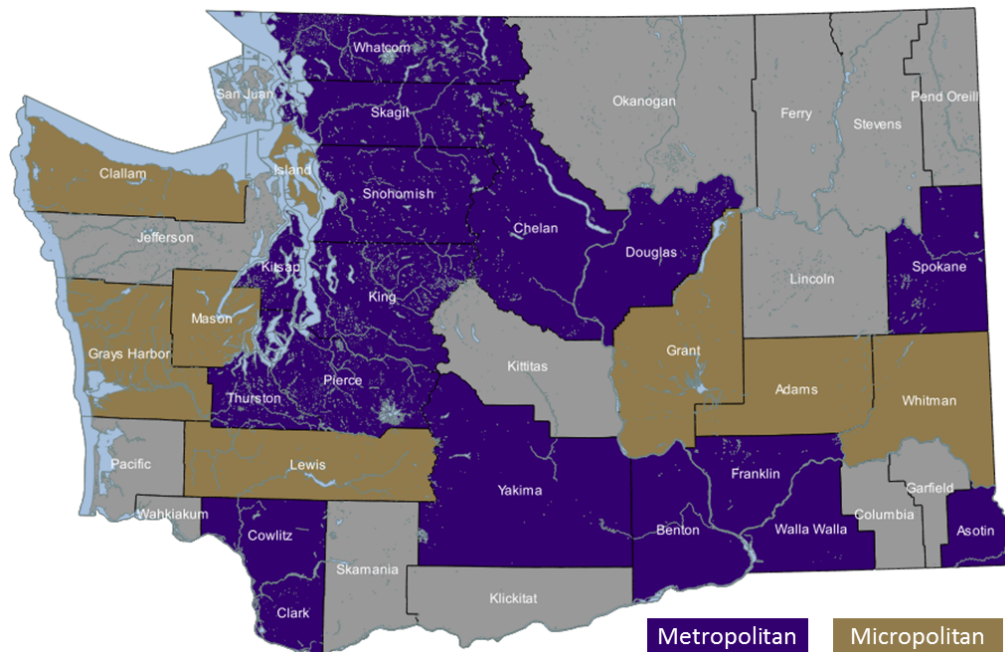 Whatcom
San Juan
Skagit
Okanogan
Ferry
Stevens
Pend Oreill
Clallam
Island
Snohomish
Chelan
Douglas
Jefferson
Kitsap
King
Lincoln
Spokane
Mason
Grays Harbor
Grant
Kittitas
Pierce
Thurston
Adams
Whitman
Pacific
Lewis
Yakima
Franklin
Garfield
Wahkiakum
Columbia
Cowlitz
Benton
Walla Walla
Asotin
Skamania
Klickitat
Clark
Metropolitan
Micropolitan